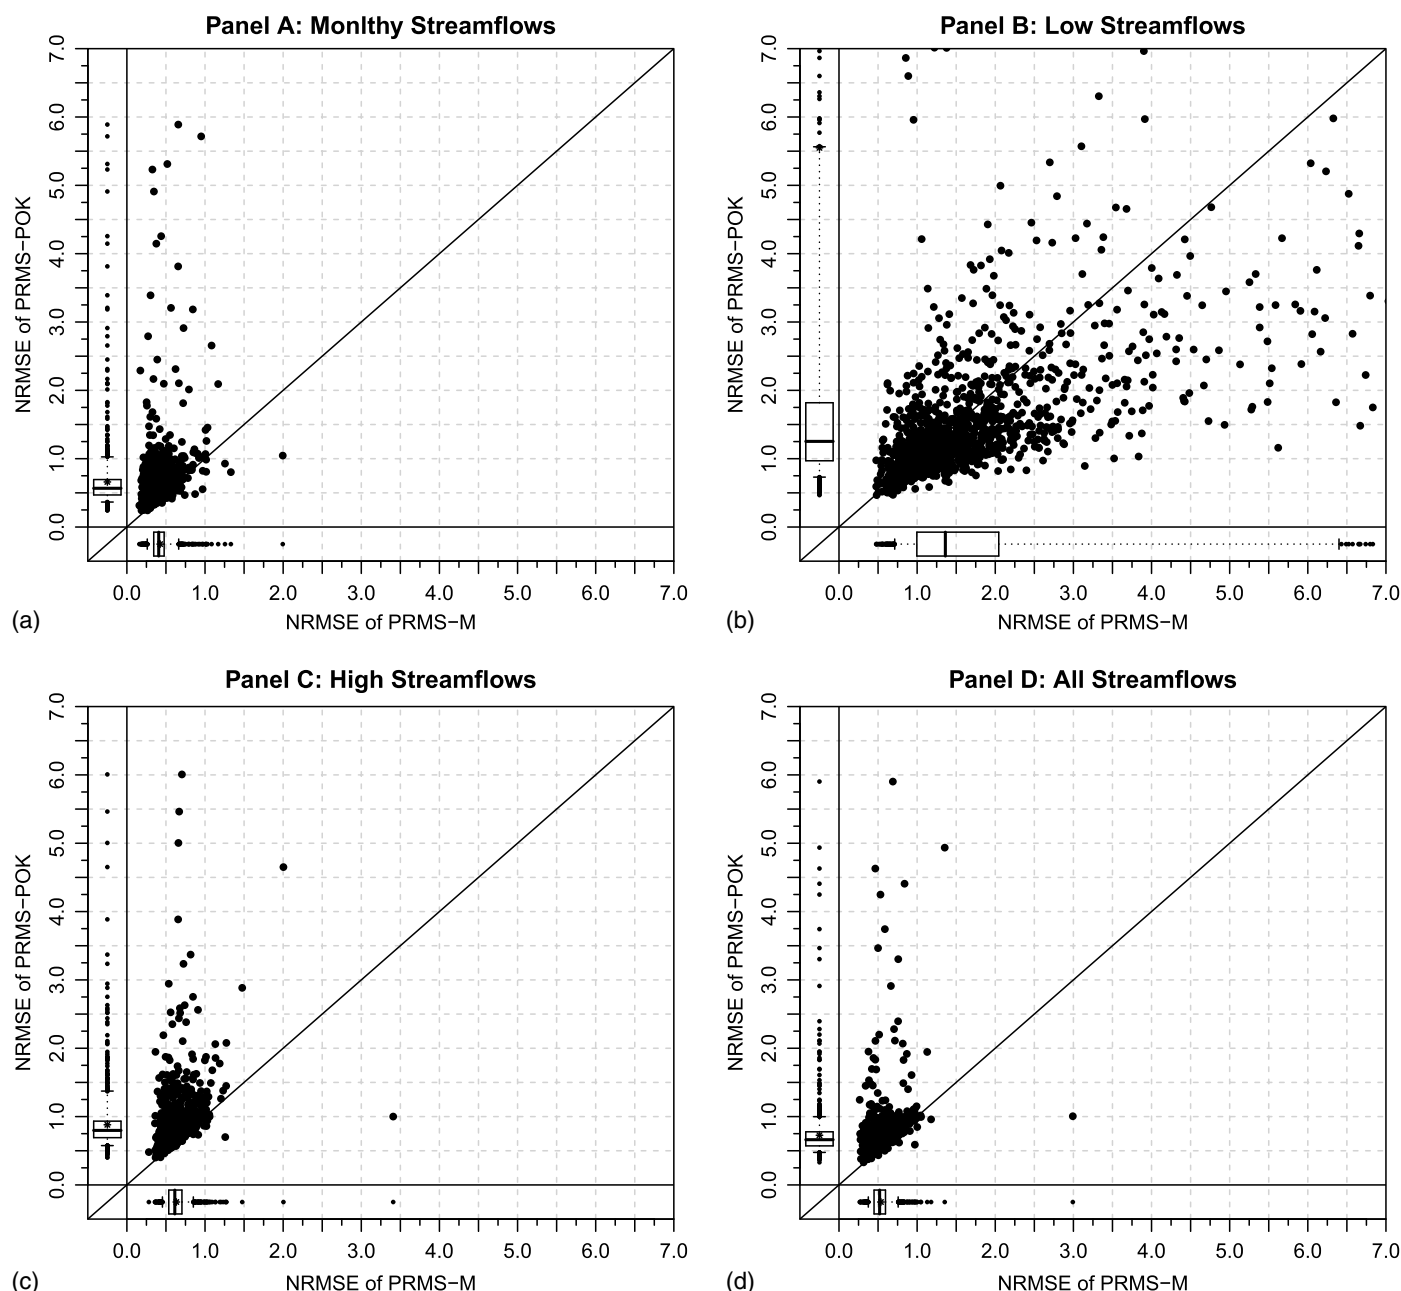 Panel A: Monlthy Streamflows
7.0
6.0
5.0
4.0
3.0
2.0
1.0
0.0
NRMSE of PRMS−POK
0.0 1.0 2.0 3.0 4.0 5.0 6.0 7.0
NRMSE of PRMS−M
(a)
Panel B: Low Streamflows
7.0
6.0
5.0
4.0
3.0
2.0
1.0
0.0
NRMSE of PRMS−POK
0.0 1.0 2.0 3.0 4.0 5.0 6.0 7.0
NRMSE of PRMS−M
(b)
Panel C: High Streamflows
7.0
6.0
5.0
4.0
3.0
2.0
1.0
0.0
NRMSE of PRMS−POK
0.0 1.0 2.0 3.0 4.0 5.0 6.0 7.0
NRMSE of PRMS−M
(c)
Panel D: All Streamflows
7.0
6.0
5.0
4.0
3.0
2.0
1.0
0.0
NRMSE of PRMS−POK
0.0 1.0 2.0 3.0 4.0 5.0 6.0 7.0
NRMSE of PRMS−M
(d)